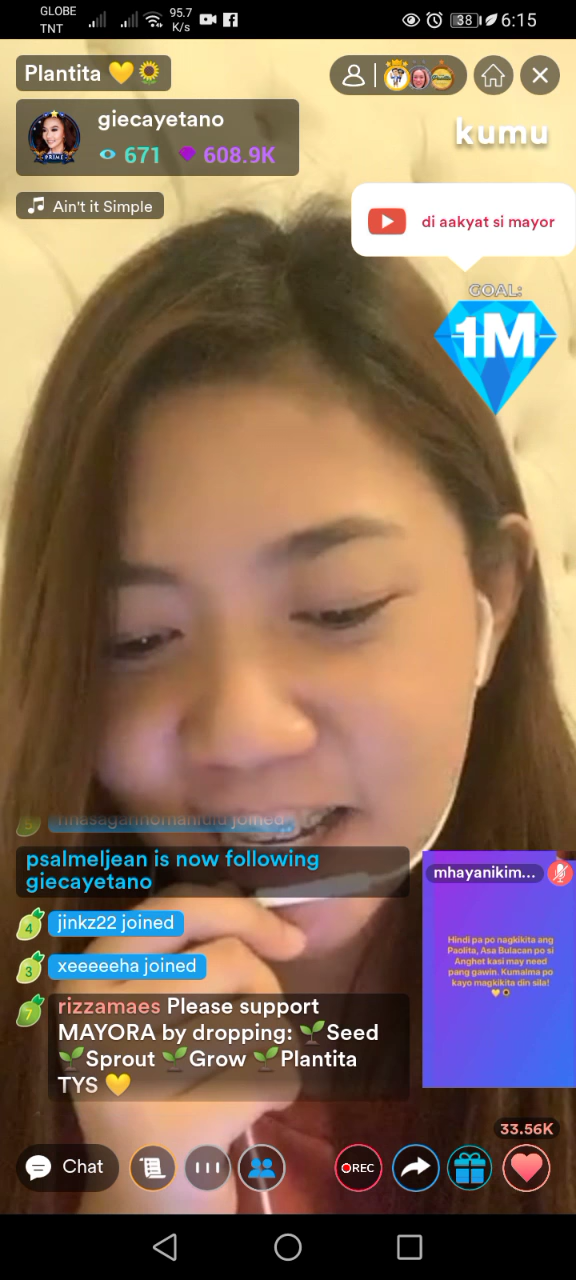 GLOBE
TNT
95.7
K/s
38
6:15
Plantita 💛🌻
giecayetano
PRIME
671
608.9K
kumu
Ain't it Simple
di aakyat si mayor
GOAL:
1M
joined
psalmeljean is now following
giecayetano
4
jinkz22 joined
3
xeeeeeha joined
7
rizzamaes Please support
MAYORA by dropping: 🌱Seed
🌱Sprout 🌱Grow 🌱Plantita
TYS 💛
mhayanikim...
Hindi pa po nagkikita ang
Paolita, Asa Bulacan po si
Anghet kasi may need
pang gawin. Kumalma po
kayo magkikita din sila!
💛🌻
33.56K
Chat
REC